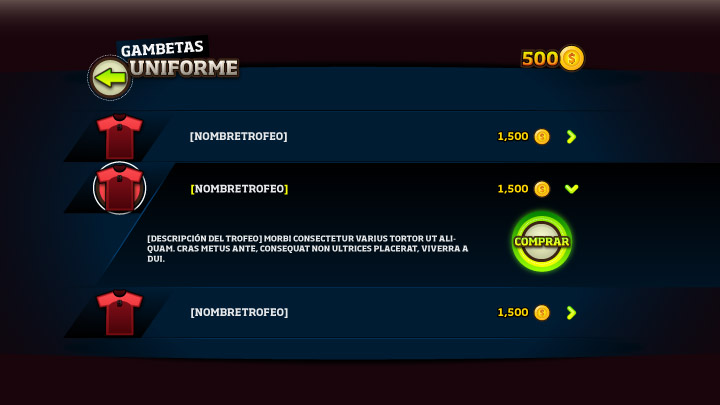 GAMBETAS
UNIFORME
500
[NOMBRETROFEO]
1,500
[NOMBRETROFEO]
1,500
[DESCRIPCIÓN DEL TROFEO] MORBI CONSECTETUR VARIUS TORTOR UT ALI-
QUAM. CRAS METUS ANTE, CONSEQUAT NON ULTRICES PLACERAT, VIVERRA A
DUI.
COMPRAR
[NOMBRETROFEO]
1,500